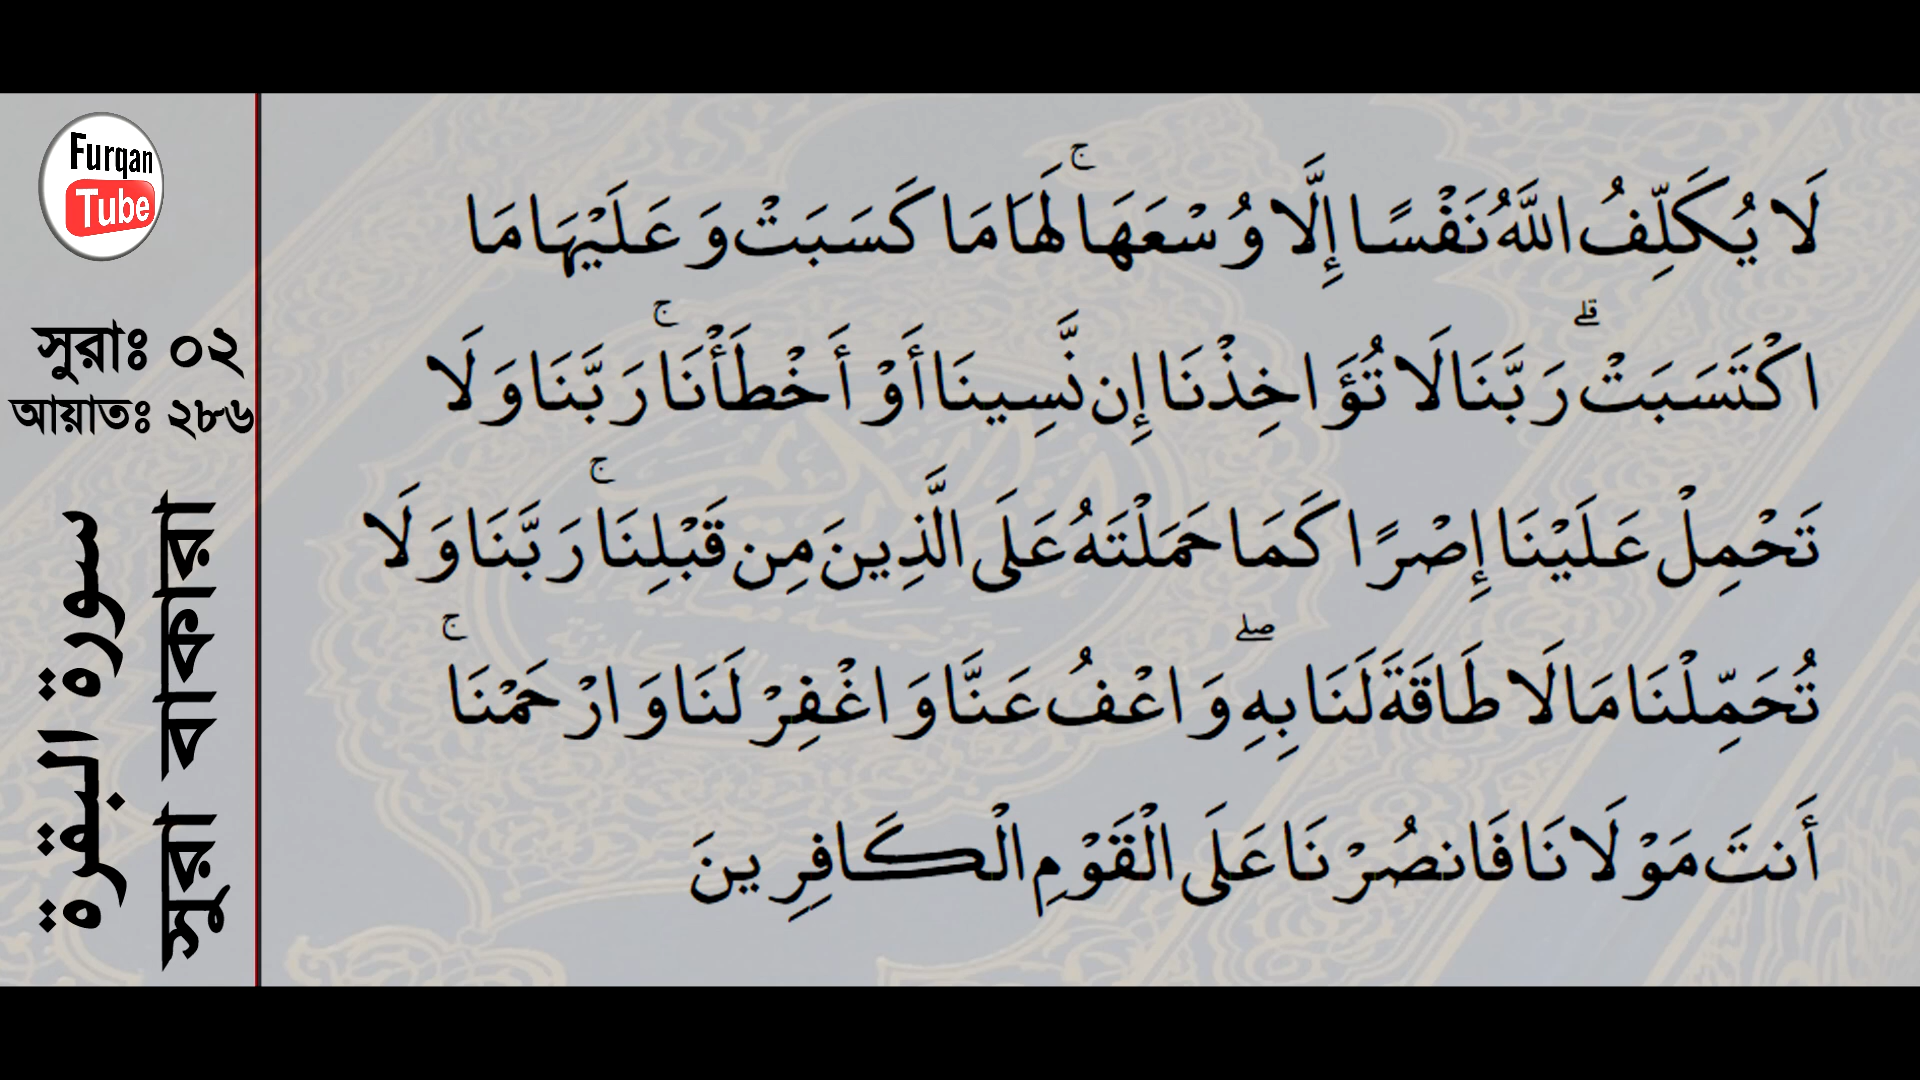 Furqan
Tube
সুরাঃ ০২
আয়াতঃ ২৮৬
سورة البقرة
সুরা বাকারা
لَا يُكَلِّفُ اللَّهُ نَفْسًا إِلَّا وُسْعَهَا ۚ لَهَا مَا كَسَبَتْ وَعَلَيْهَا مَا
اكْتَسَبَتْ ۗ رَبَّنَا لَا تُؤَاخِذْنَا إِن نَّسِينَا أَوْ أَخْطَأْنَا ۚ رَبَّنَا وَلَا
تَحْمِلْ عَلَيْنَا إِصْرًا كَمَا حَمَلْتَهُ عَلَى الَّذِينَ مِن قَبْلِنَا ۚ رَبَّنَا وَلَا
تُحَمِّلْنَا مَا لَا طَاقَةَ لَنَا بِهِ ۖ وَاعْفُ عَنَّا وَاغْفِرْ لَنَا وَارْحَمْنَا ۚ
أَنتَ مَوْلَانَا فَانصُرْنَا عَلَى الْقَوْمِ الْكَافِرِينَ